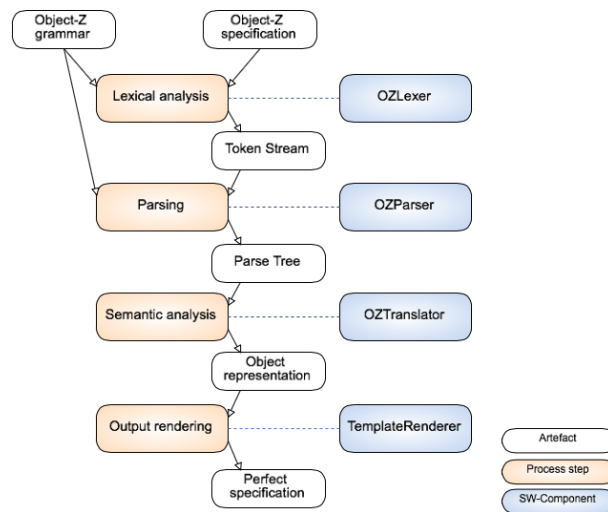 Object-Z
grammar
Object-Z
specification
Lexical analysis
OZLexer
Token Stream
Parsing
OZParser
Parse Tree
Semantic analysis
OZTranslator
Object
representation
Output rendering
TemplateRenderer
Artefact
Process step
Perfect
specification
SW-Component